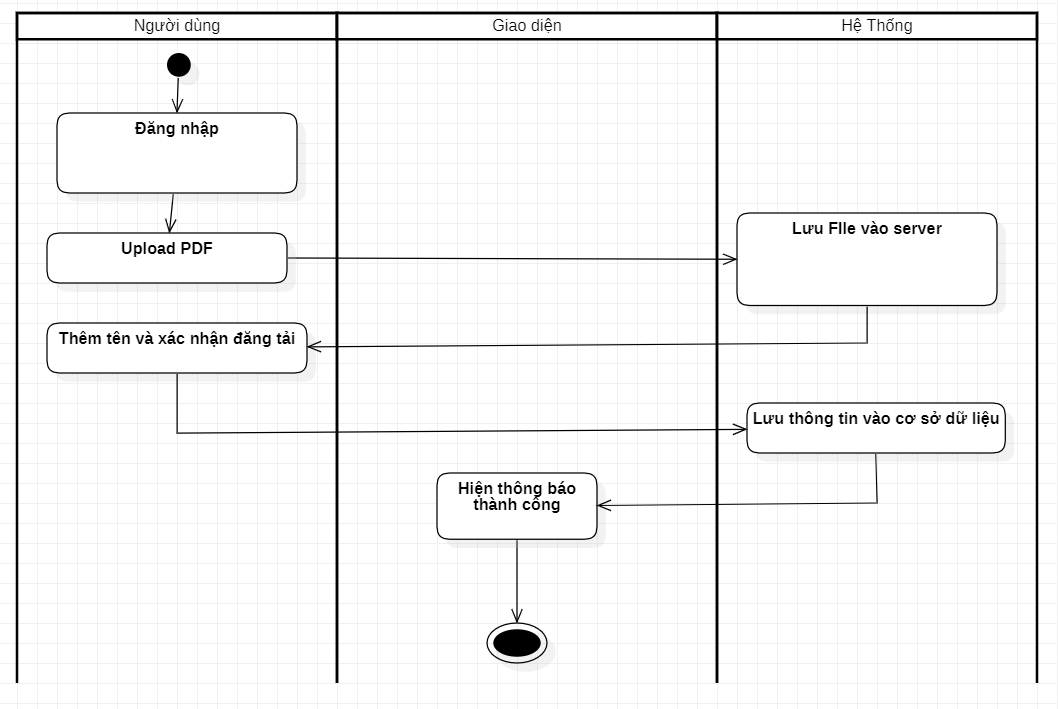 Người dùng
Giao diện
Hệ Thống
Đăng nhập
Upload PDF
Lưu FIle vào server
Thêm tên và xác nhận đăng tải
Lưu thông tin vào cơ sở dữ liệu
Hiện thông báo
thành công